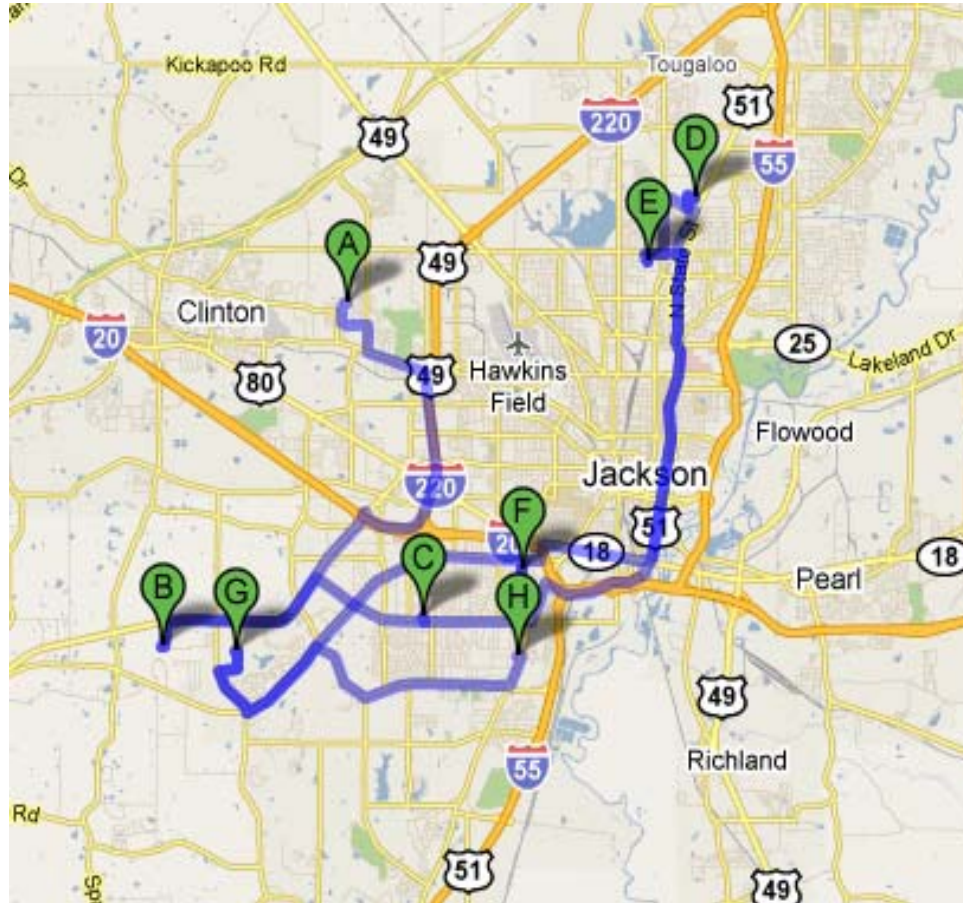 Kickapoo Rd
Tougaloo
51
49
220
D
55
Dr
E
A
49
N State St
Clinton
20
25
Lakeland Dr
80
49
Hawkins
Field
Flowood
Jackson
220
F
51
20
18
18
C
Pearl
B
G
H
49
Richland
55
Rd
51
49